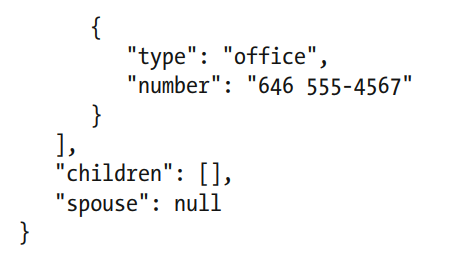 {
"type": "office",
"number": "646 555-4567"
}
],
"children": [],
"spouse": null
}